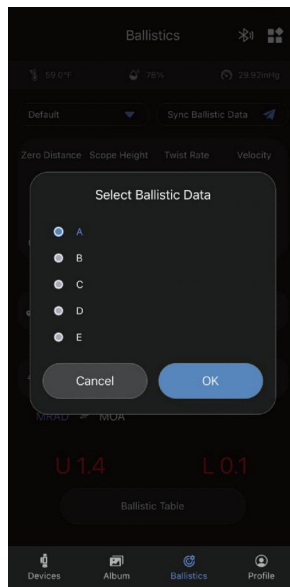 Ballistics
59.0°F 78% 29.92inHg
Default Sync Ballistic Data
Zero Distance Scope Height Twist Rate Velocity
Select Ballistic Data
A
B
C
D
E
Cancel OK
MRAD MOA
U 1.4 L 0.1
Ballistic Table
Devices Album Ballistics Profile